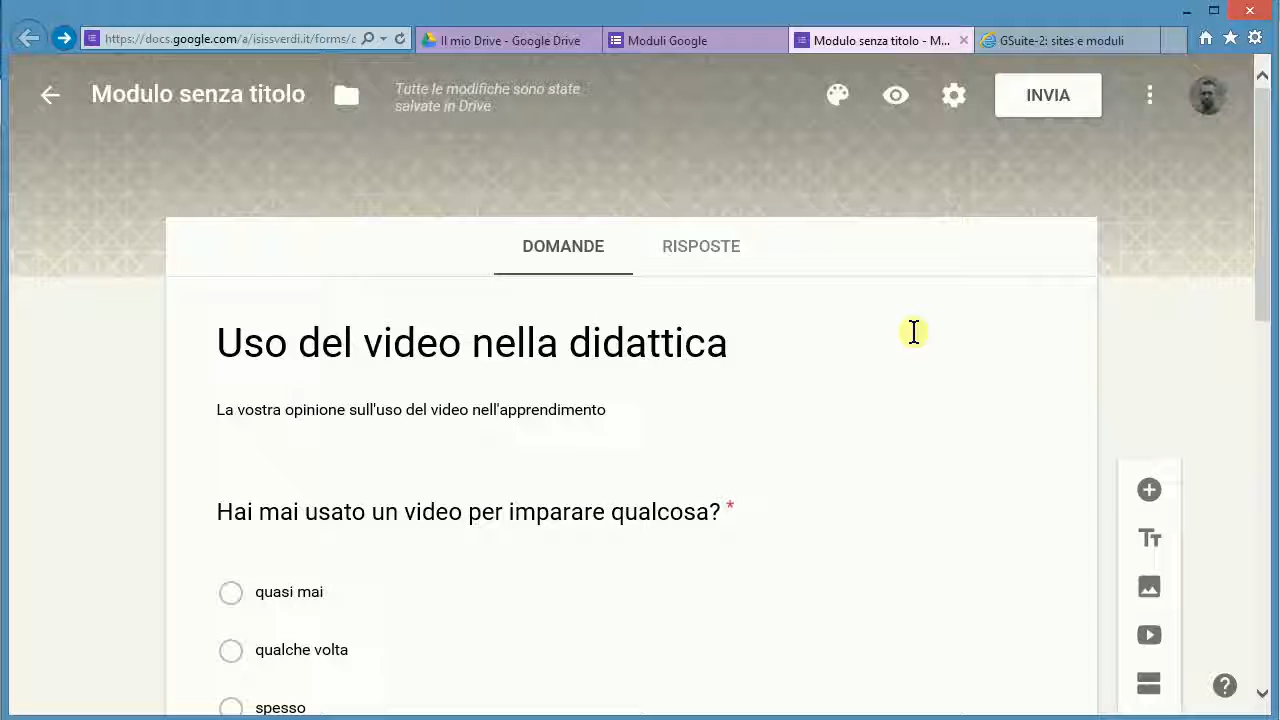 https://docs.google.com/a/isissverdi.it/forms/c
Il mio Drive - Google Drive
Moduli Google
Modulo senza titolo - M...
GSuite-2: sites e moduli
Modulo senza titolo
Tutte le modifiche sono state
salvate in Drive
INVIA
DOMANDE
RISPOSTE
Uso del video nella didattica
La vostra opinione sull'uso del video nell'apprendimento
Hai mai usato un video per imparare qualcosa? *
quasi mai
qualche volta
spesso